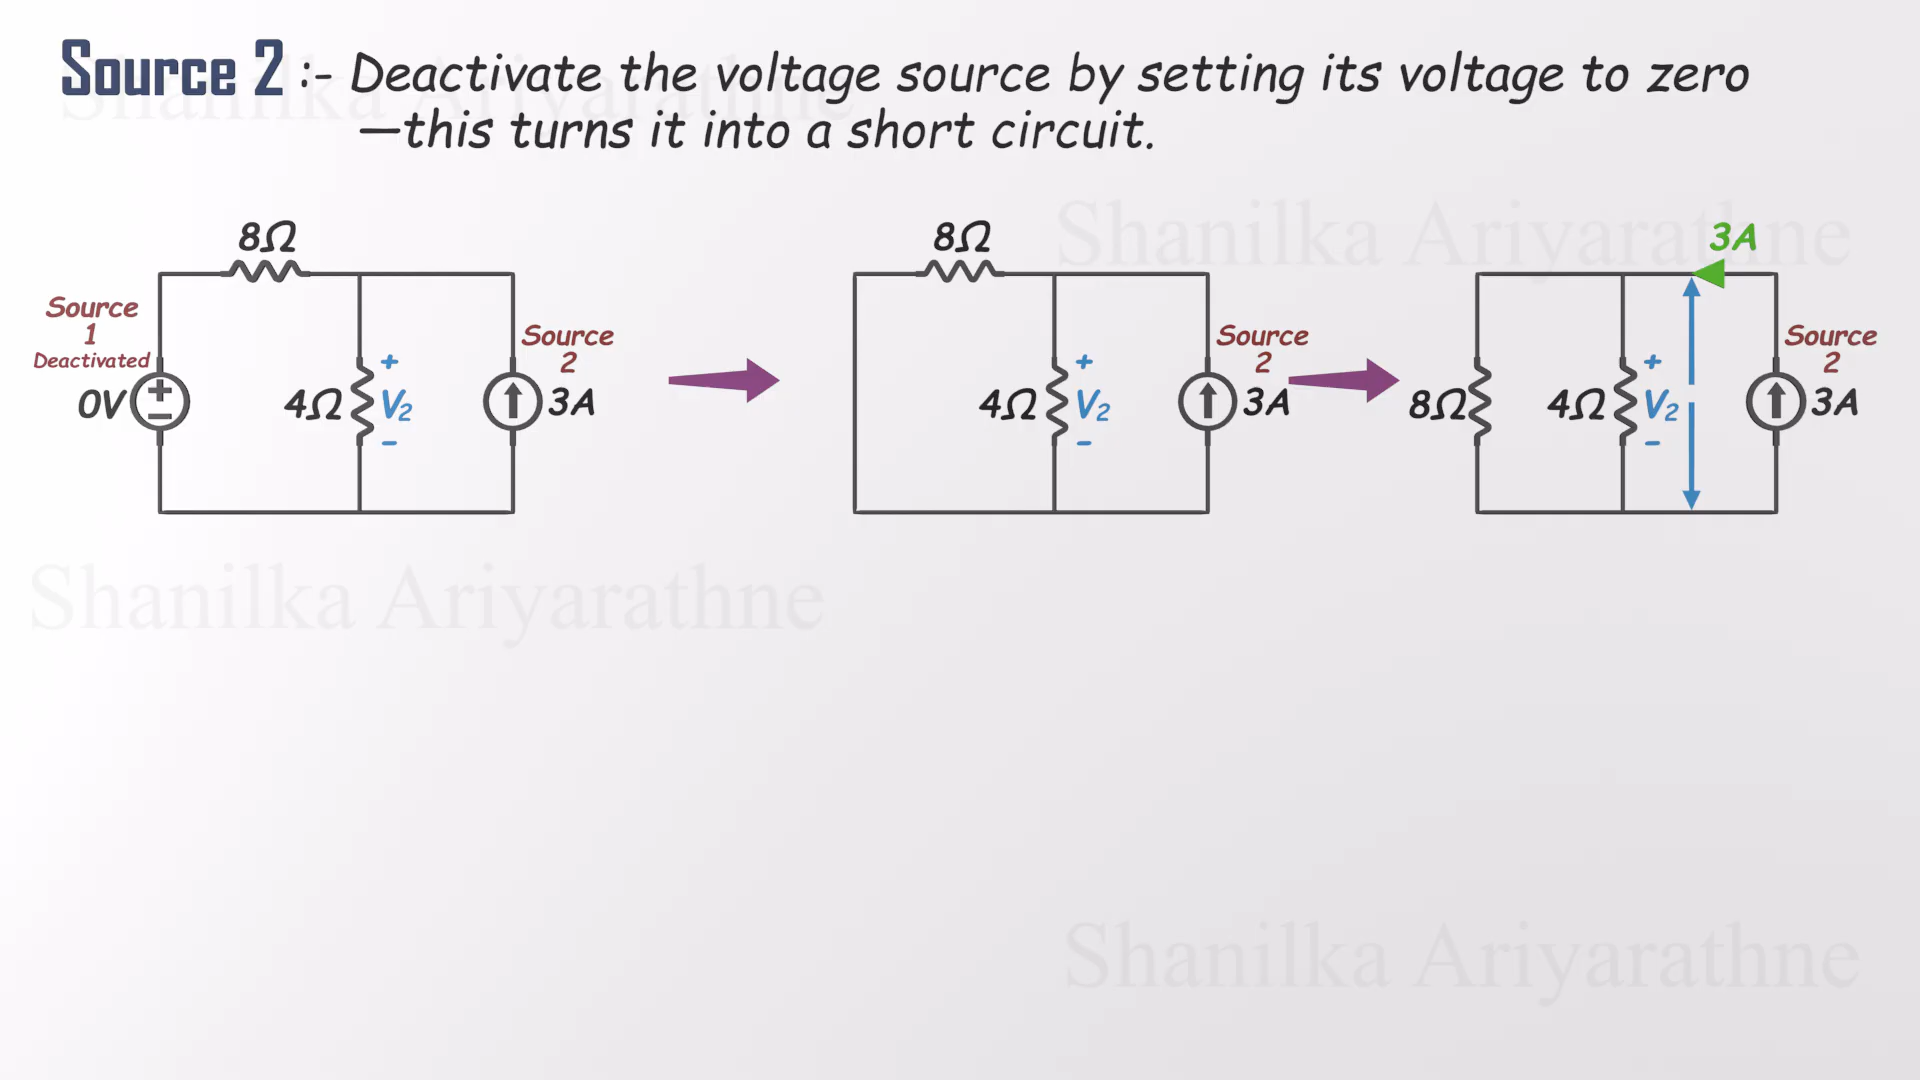 Source 2 :- Deactivate the voltage source by setting its voltage to zero
—this turns it into a short circuit.
8Ω
Source
1
Deactivated
0V
4Ω
+
V₂
–
Source
2
3A
8Ω
4Ω
+
V₂
–
Source
2
3A
3A
8Ω
4Ω
+
V₂
–
Source
2
3A
Shanilka Ariyarathne
Shanilka Ariyarathne
Shanilka Ariyarathne
Shanilka Ariyarathne